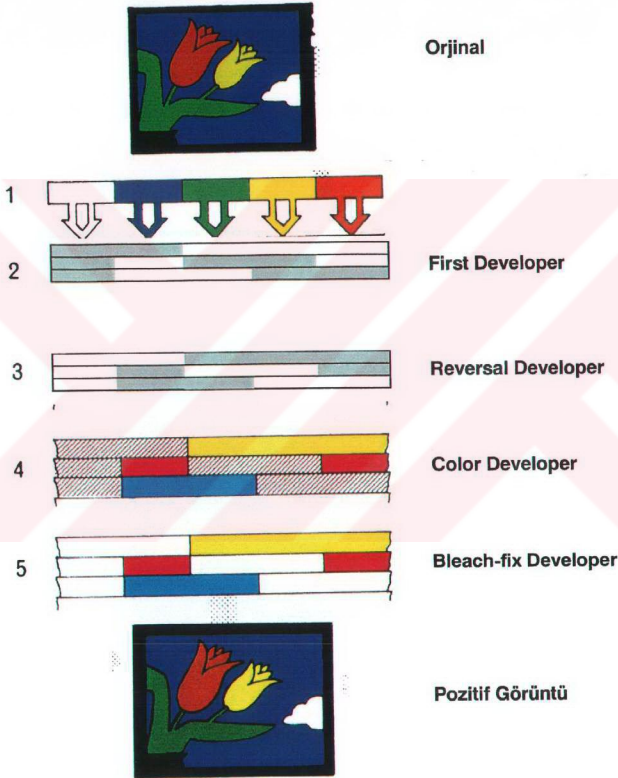 Orjinal
1
2 First Developer
3 Reversal Developer
4 Color Developer
5 Bleach-fix Developer
Pozitif Görüntü